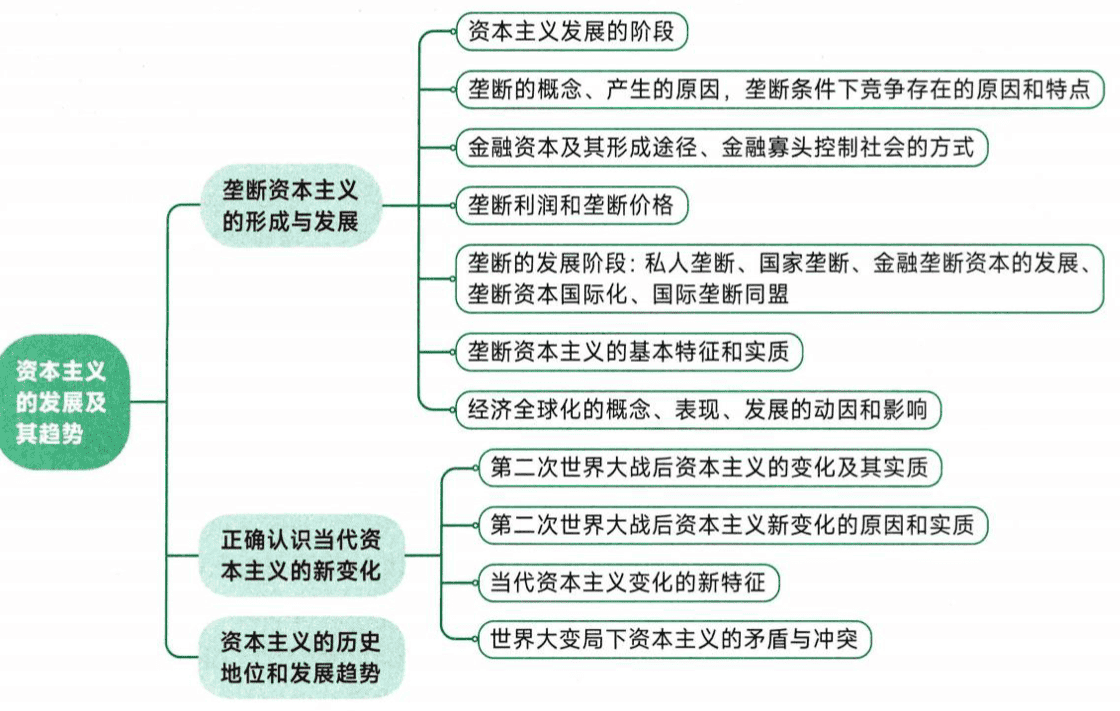 资本主义
的发展及
其趋势
垄断资本主义
的形成与发展
资本主义发展的阶段
垄断的概念、产生的原因，垄断条件下竞争存在的原因和特点
金融资本及其形成途径、金融寡头控制社会的方式
垄断利润和垄断价格
垄断的发展阶段：私人垄断、国家垄断、金融垄断资本的发展、
垄断资本国际化、国际垄断同盟
垄断资本主义的基本特征和实质
经济全球化的概念、表现、发展的动因和影响
正确认识当代资
本主义的新变化
第二次世界大战后资本主义的变化及其实质
第二次世界大战后资本主义新变化的原因和实质
当代资本主义变化的新特征
世界大变局下资本主义的矛盾与冲突
资本主义的历史
地位和发展趋势